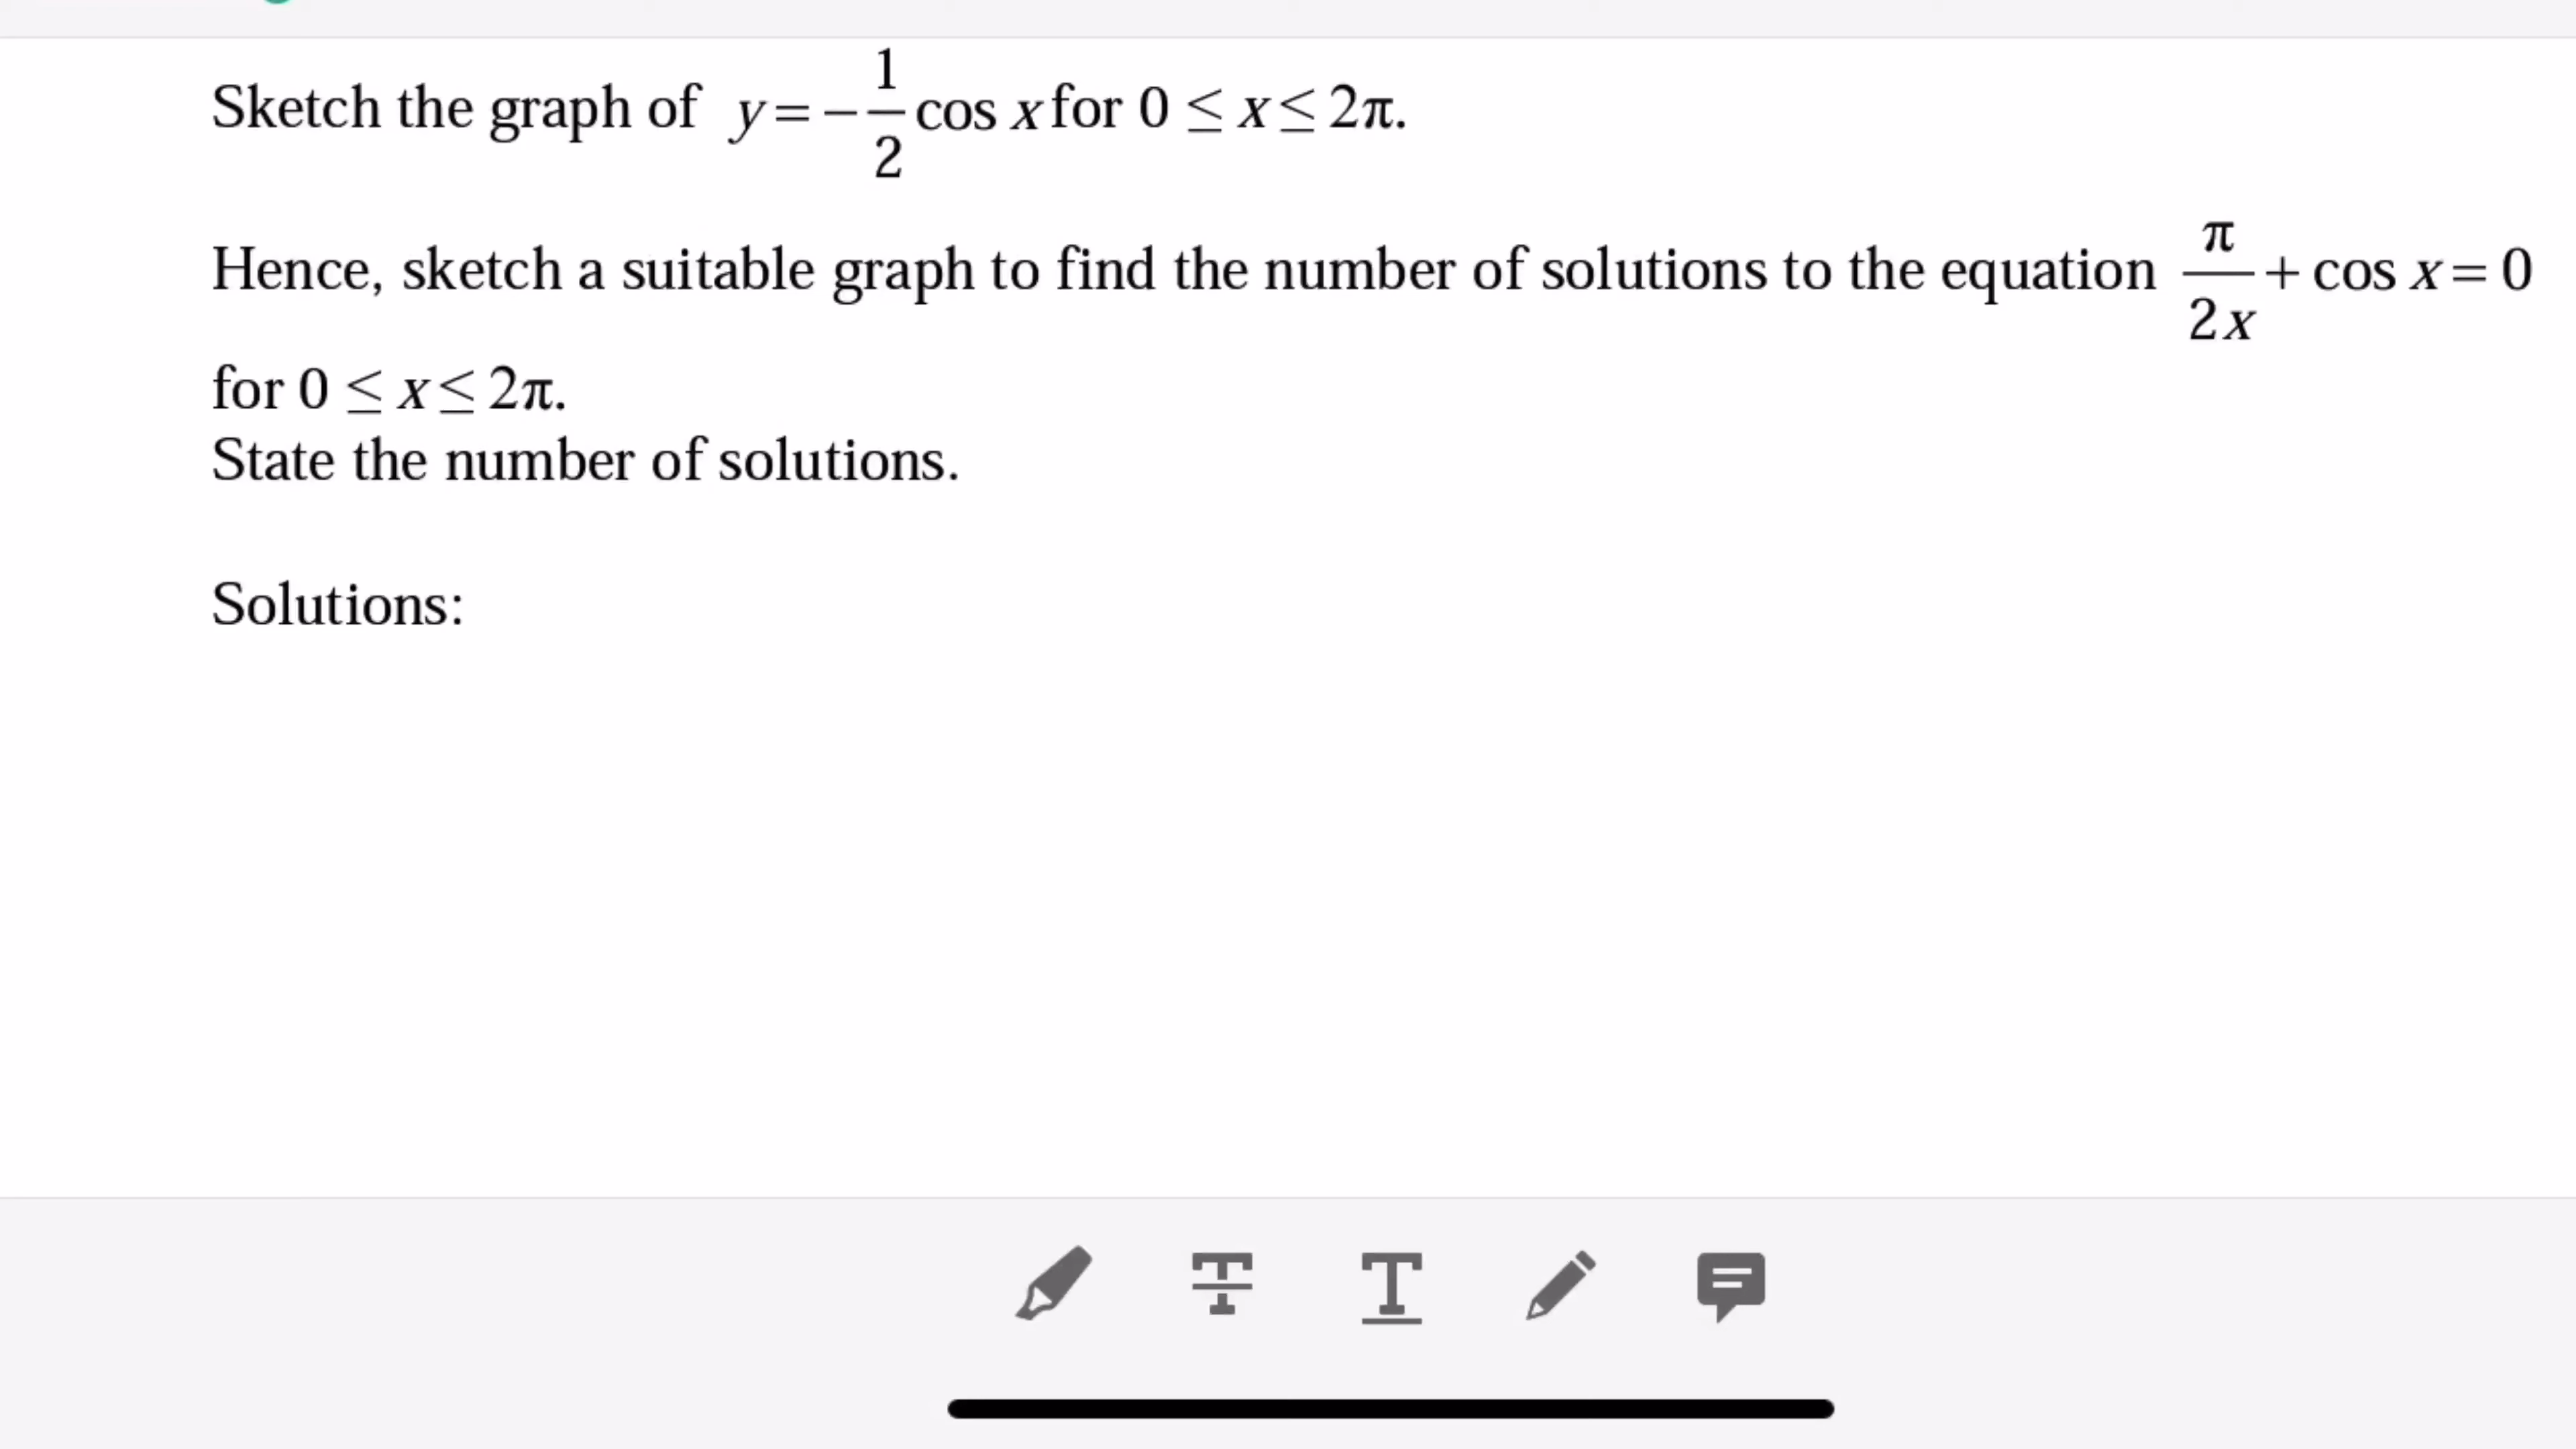 Sketch the graph of y = −1/2 cos x for 0 ≤ x ≤ 2π.
Hence, sketch a suitable graph to find the number of solutions to the equation π/2x + cos x = 0
for 0 ≤ x ≤ 2π.
State the number of solutions.
Solutions: